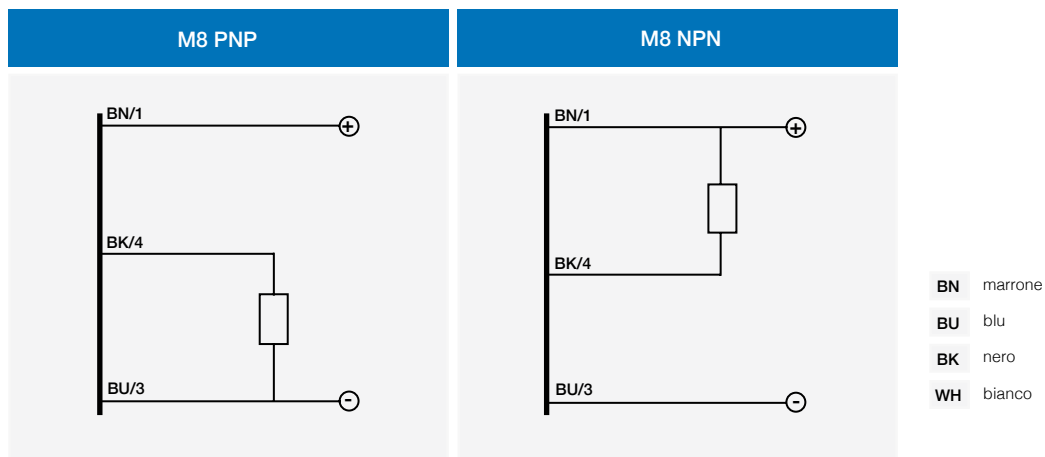 M8 PNP
BN/1
+
BK/4
BU/3
-
M8 NPN
BN/1
+
BK/4
BU/3
-
BN marrone
BU blu
BK nero
WH bianco